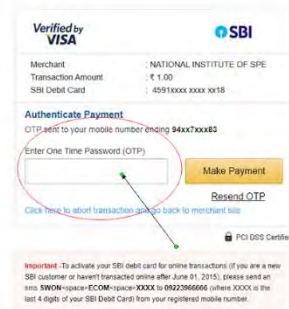 Verified by
VISA
SBI
Merchant : NATIONAL INSTITUTE OF SPE
Transaction Amount : ₹ 1.00
SBI Debit Card : 4591xxxx xxxx xx18
Authenticate Payment
OTP sent to your mobile number ending 94xx7xxx83
Enter One Time Password (OTP)
Make Payment
Resend OTP
Click here to abort transaction and go back to merchant site
PCI DSS Certifie
Important -To activate your SBI debit card for online transactions (if you are a new
SBI customer or haven't transacted online after June 01, 2015), please send an
sms SWON<space>ECOM<space>XXXX to 09223966666 (where XXXX is the
last 4 digits of your SBI Debit Card) from your registered mobile number.